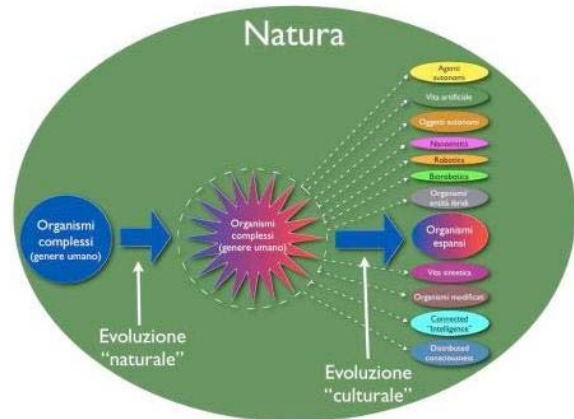 Natura
Agenti
autonomi
Vita artificiale
Oggetti autonomi
Nanoentità
Robotica
Biorobotica
Organismi
entità ibridi
Organismi
complessi
(genere umano)
Organismi
complessi
(genere umano)
Organismi
espansi
Vita sintetica
Organismi modificati
Connected
"Intelligence"
Distributed
consciousness
Evoluzione
"naturale"
Evoluzione
"culturale"